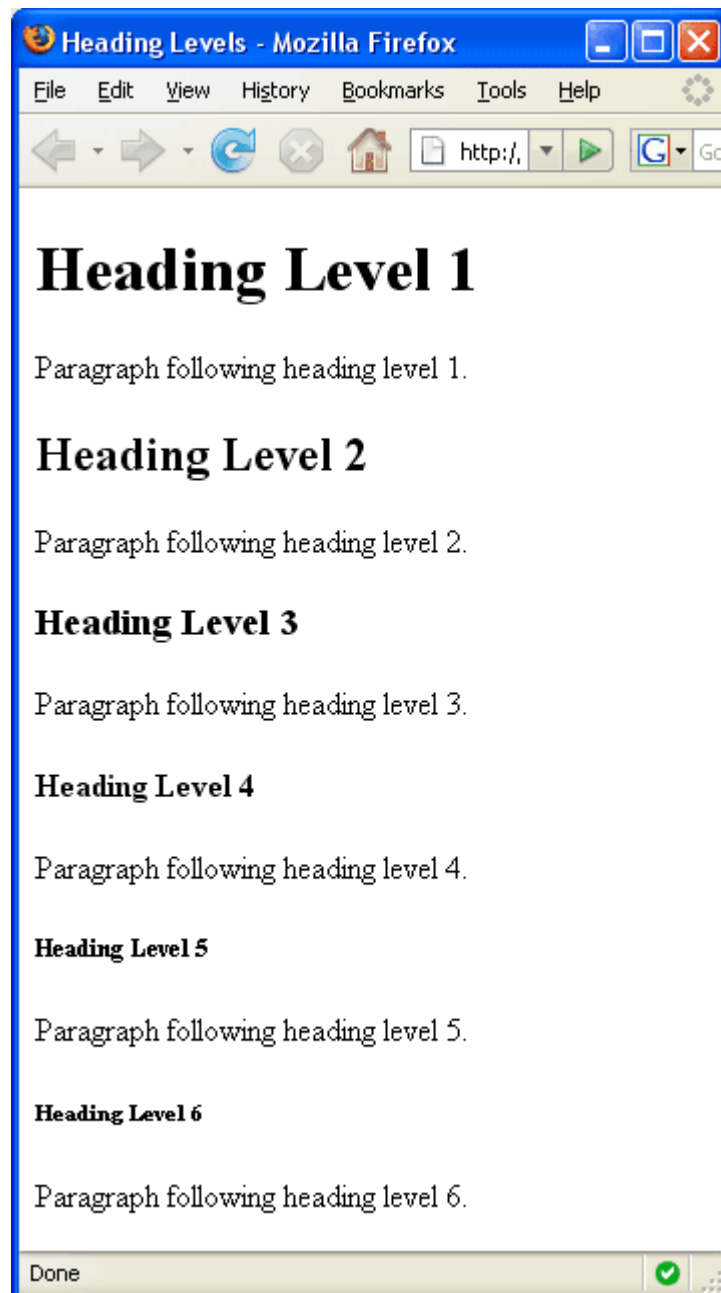 Heading Levels - Mozilla Firefox
File Edit View History Bookmarks Tools Help
http:/, G Go
Heading Level 1
Paragraph following heading level 1.
Heading Level 2
Paragraph following heading level 2.
Heading Level 3
Paragraph following heading level 3.
Heading Level 4
Paragraph following heading level 4.
Heading Level 5
Paragraph following heading level 5.
Heading Level 6
Paragraph following heading level 6.
Done